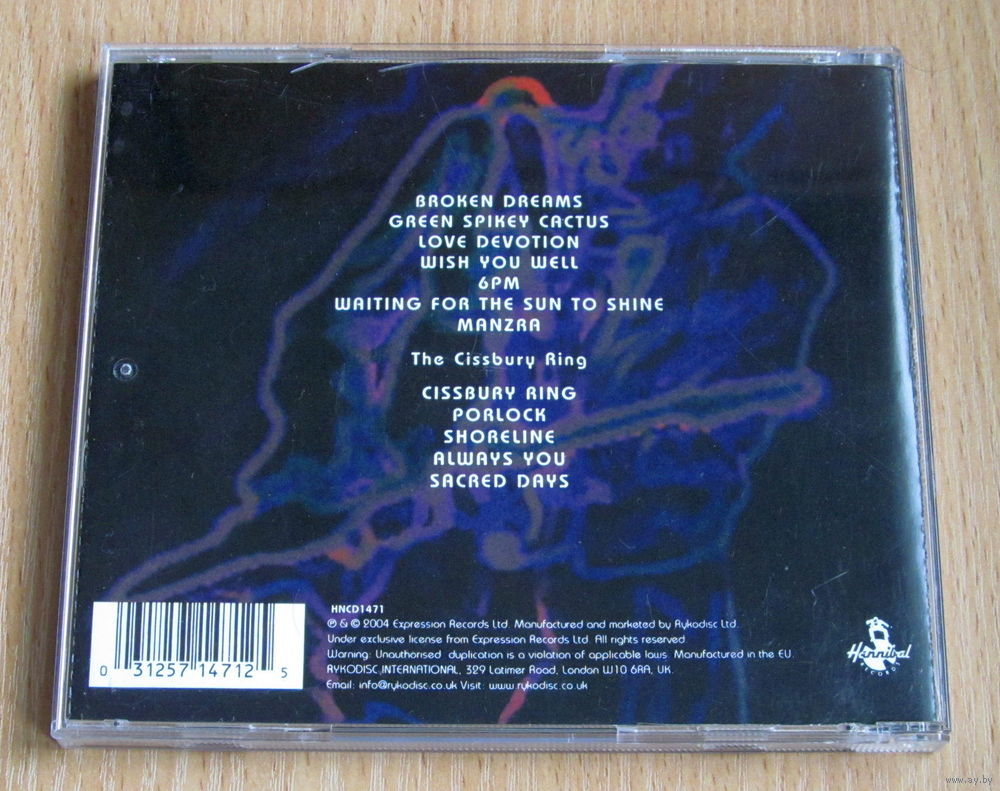 BROKEN DREAMS
GREEN SPIKEY CACTUS
LOVE DEVOTION
WISH YOU WELL
6PM
WAITING FOR THE SUN TO SHINE
MANZRA
The Cissbury Ring
CISSBURY RING
PORLOCK
SHORELINE
ALWAYS YOU
SACRED DAYS
HNCD1471
℗ & © 2004 Expression Records Ltd. Manufactured and marketed by Rykodisc Ltd.
Under exclusive license from Expression Records Ltd. All rights reserved.
Warning: Unauthorised duplication is a violation of applicable laws. Manufactured in the EU.
RYKODISC INTERNATIONAL, 329 Latimer Road, London W10 6RA, UK.
Email: info@rykodisc.co.uk Visit: www.rykodisc.co.uk
0 31257 14712 5
Hannibal
RECORDS
www.ay.by